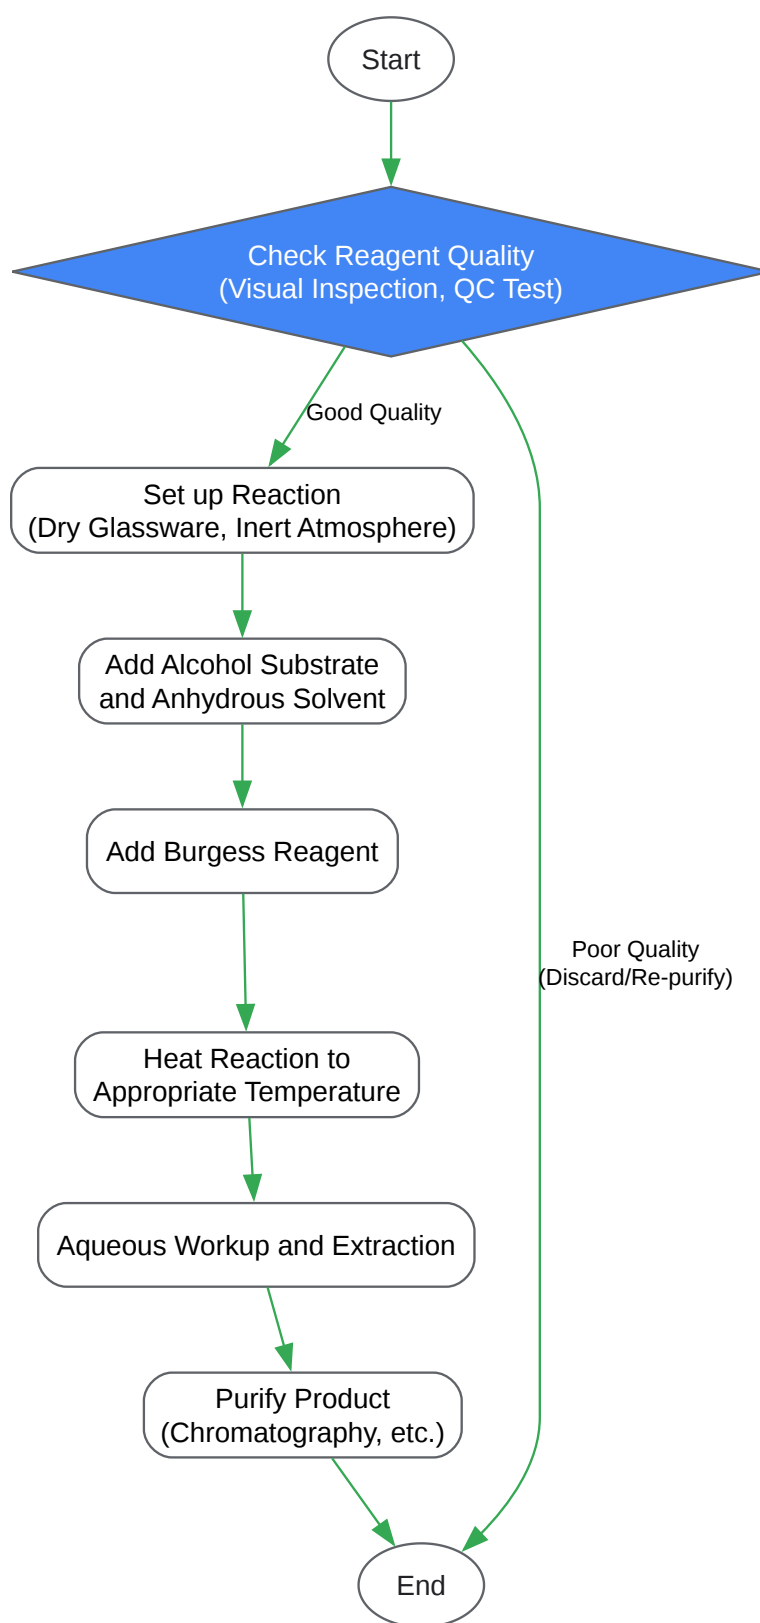 Start
Check Reagent Quality
(Visual Inspection, QC Test)
Good Quality
Set up Reaction
(Dry Glassware, Inert Atmosphere)
Add Alcohol Substrate
and Anhydrous Solvent
Add Burgess Reagent
Poor Quality
(Discard/Re-purify)
Heat Reaction to
Appropriate Temperature
Aqueous Workup and Extraction
Purify Product
(Chromatography, etc.)
End